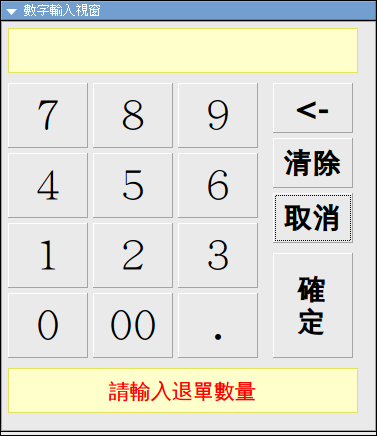 數字輸入視窗
7 8 9 <-
清除
4 5 6
取消
1 2 3
確
定
0 00 .
請輸入退單數量